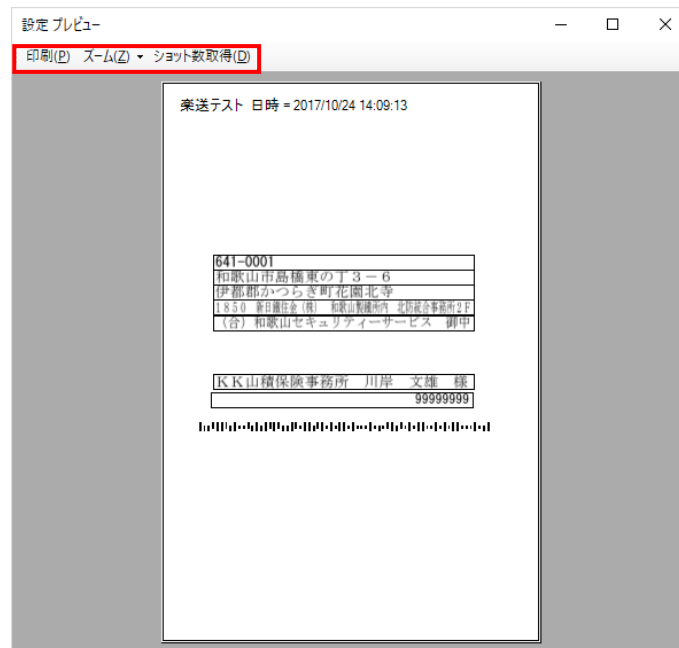 設定 プレビュー
印刷(P) ズーム(Z) ショット数取得(D)
楽送テスト 日時 = 2017/10/24 14:09:13
641-0001
和歌山市島橋東の丁3-6
伊都郡かつらぎ町花園北寺
1850 新日鐵住金(株) 和歌山製鐵所内 北防統合事務所2F
(合)和歌山セキュリティーサービス 御中
KK山積保険事務所 川岸 文雄 様
99999999